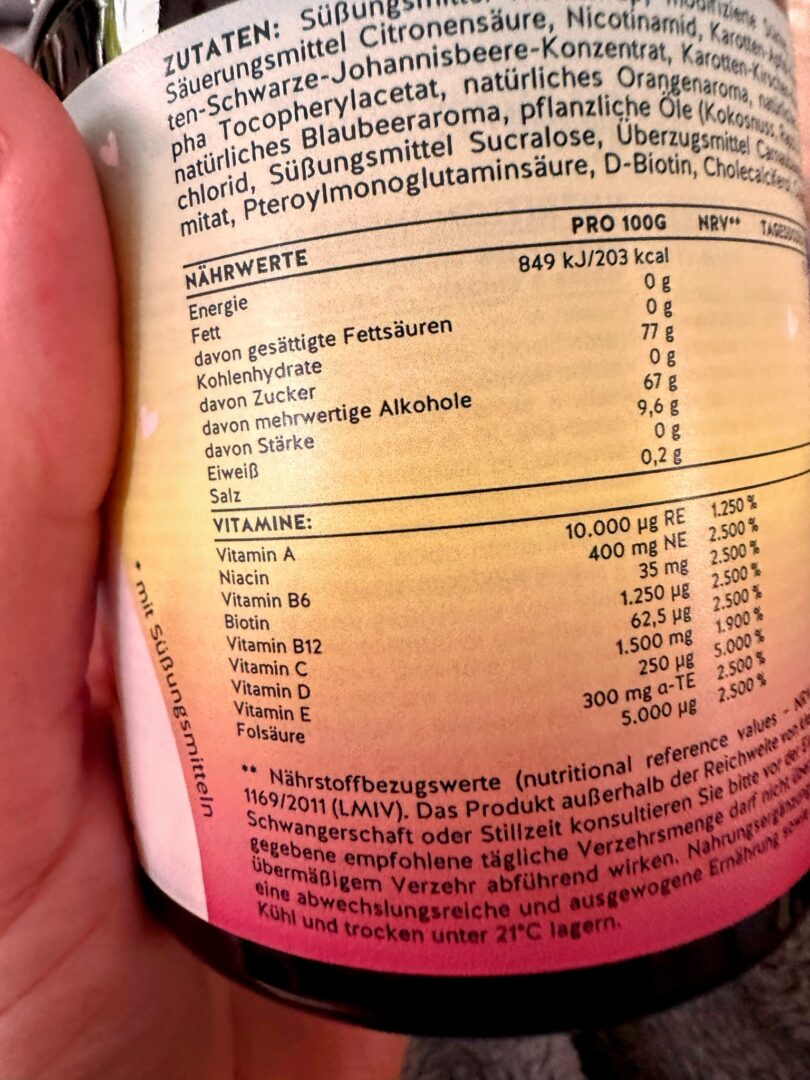 ZUTATEN: Süßungsmittel
Säuerungsmittel Citronensäure, Nicotinamid,
ten-Schwarze-Johannisbeere-Konzentrat,
pha Tocopherylacetat, natürliches Orangenaroma,
natürliches Blaubeeraroma, pflanzliche Öle (Kokosnuss,
chlorid, Süßungsmittel Sucralose, Überzugsmittel
mitat, Pteroylmonoglutaminsäure, D-Biotin, Cholecalciferol,
NÄHRWERTE PRO 100G NRV**
Energie 849 kJ/203 kcal
Fett 0 g
davon gesättigte Fettsäuren 0 g
Kohlenhydrate 77 g
davon Zucker 0 g
davon mehrwertige Alkohole 67 g
davon Stärke 9,6 g
Eiweiß 0 g
Salz 0,2 g
VITAMINE:
Vitamin A 10.000 µg RE 1.250 %
Niacin 400 mg NE 2.500 %
Vitamin B6 35 mg 2.500 %
Biotin 1.250 µg 2.500 %
Vitamin B12 62,5 µg 2.500 %
Vitamin C 1.500 mg 1.900 %
Vitamin D 250 µg 5.000 %
Vitamin E 300 mg α-TE 2.500 %
Folsäure 5.000 µg 2.500 %
* mit Süßungsmitteln
** Nährstoffbezugswerte (nutritional reference values -
1169/2011 (LMIV). Das Produkt außerhalb der Reichweite von
Schwangerschaft oder Stillzeit konsultieren Sie bitte vor der
gegebene empfohlene tägliche Verzehrsmenge darf nicht
übermäßigem Verzehr abführend wirken.
eine abwechslungsreiche und ausgewogene Ernährung sowie
Kühl und trocken unter 21°C lagern.